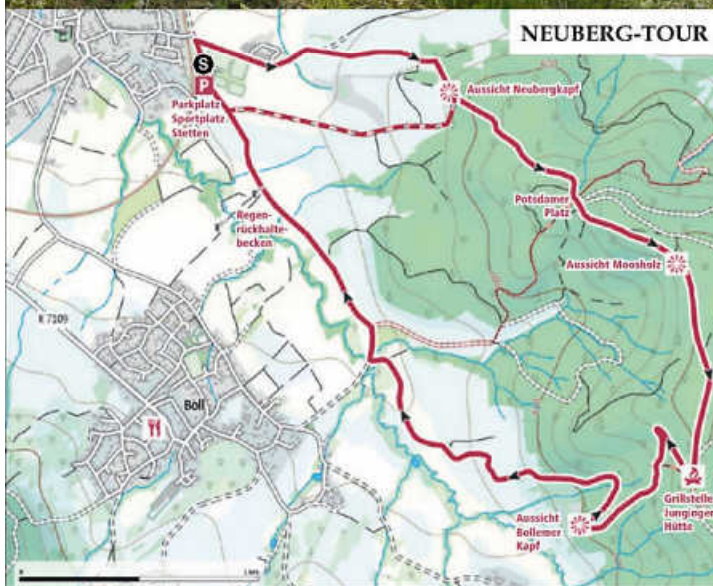 NEUBERG-TOUR
S
P
Parkplatz
Sportplatz
Stetten
Aussicht Neubergkapf
Potsdamer
Platz
Regen-
rückhalte-
becken
Aussicht Moosholz
K 7109
Boll
Grillstelle
Junginger
Hütte
Aussicht
Bollemer
Kapf